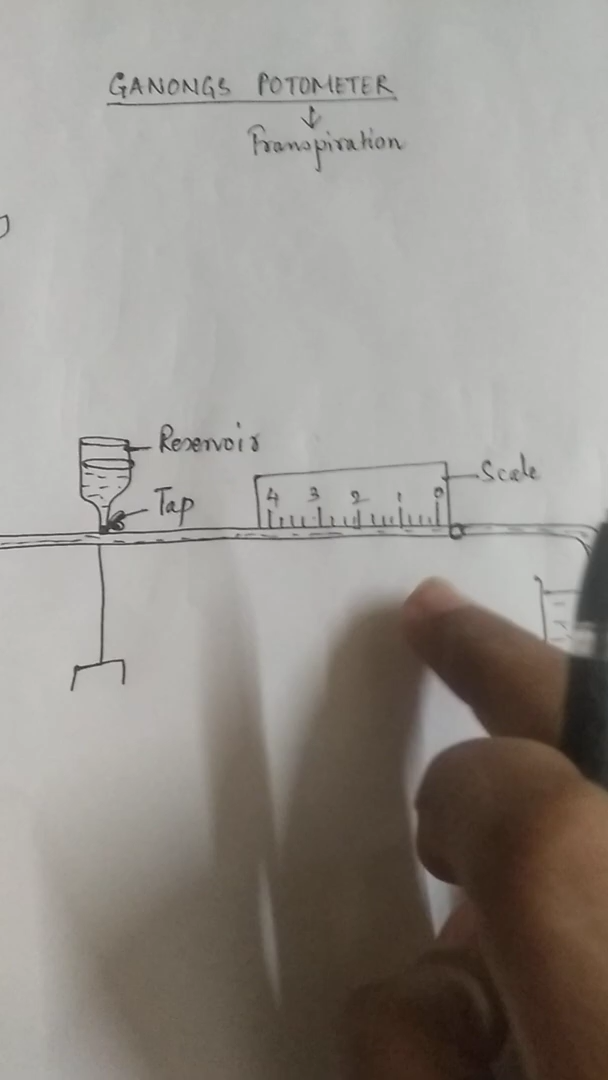 GANONGS POTOMETER
Transpiration
Reservoir
Tap
Scale
4 3 2 1 0